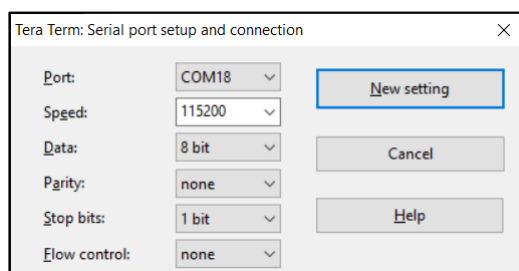 Tera Term: Serial port setup and connection
Port: COM18
New setting
Speed: 115200
Data: 8 bit
Cancel
Parity: none
Stop bits: 1 bit
Help
Flow control: none